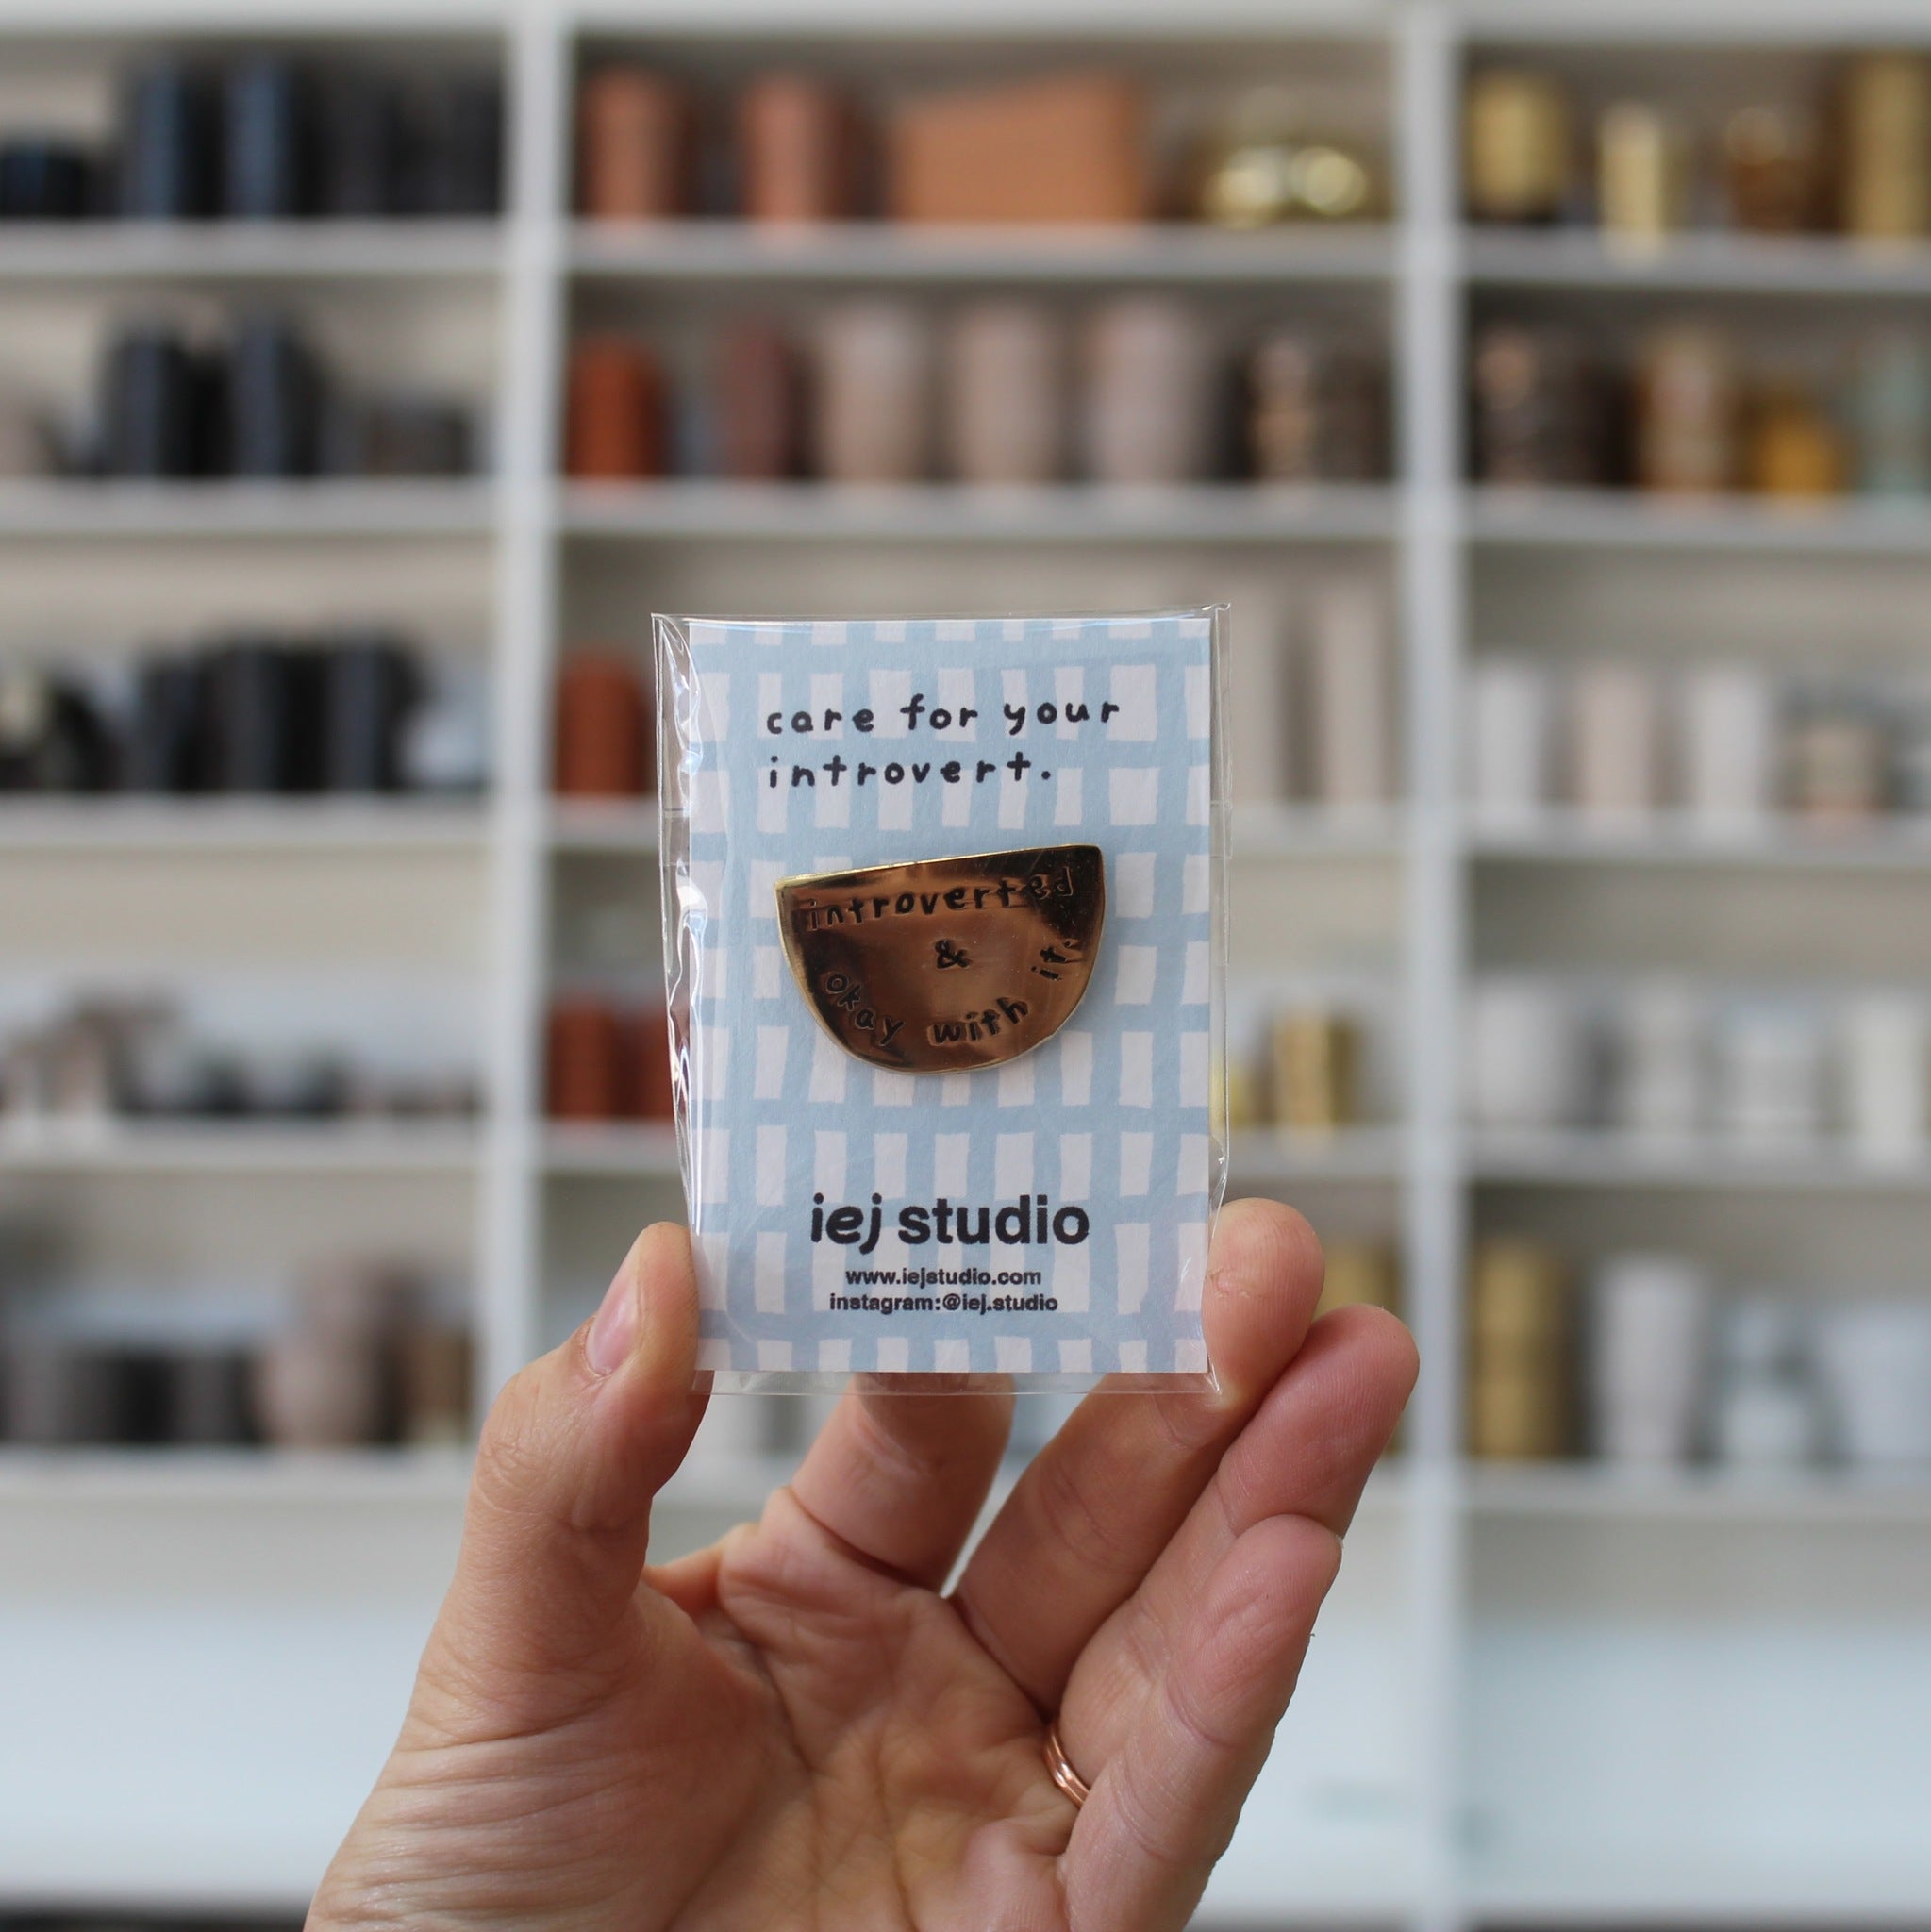 care for your
introvert.
introverted
&
okay with it
iej studio
www.iejstudio.com
instagram:@iej.studio